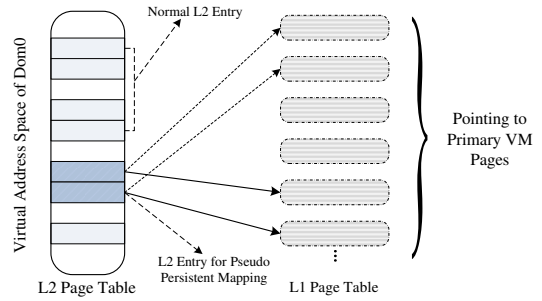 Normal L2 Entry
Virtual Address Space of Dom0
Pointing to
Primary VM
Pages
L2 Entry for Pseudo
Persistent Mapping
L2 Page Table
L1 Page Table